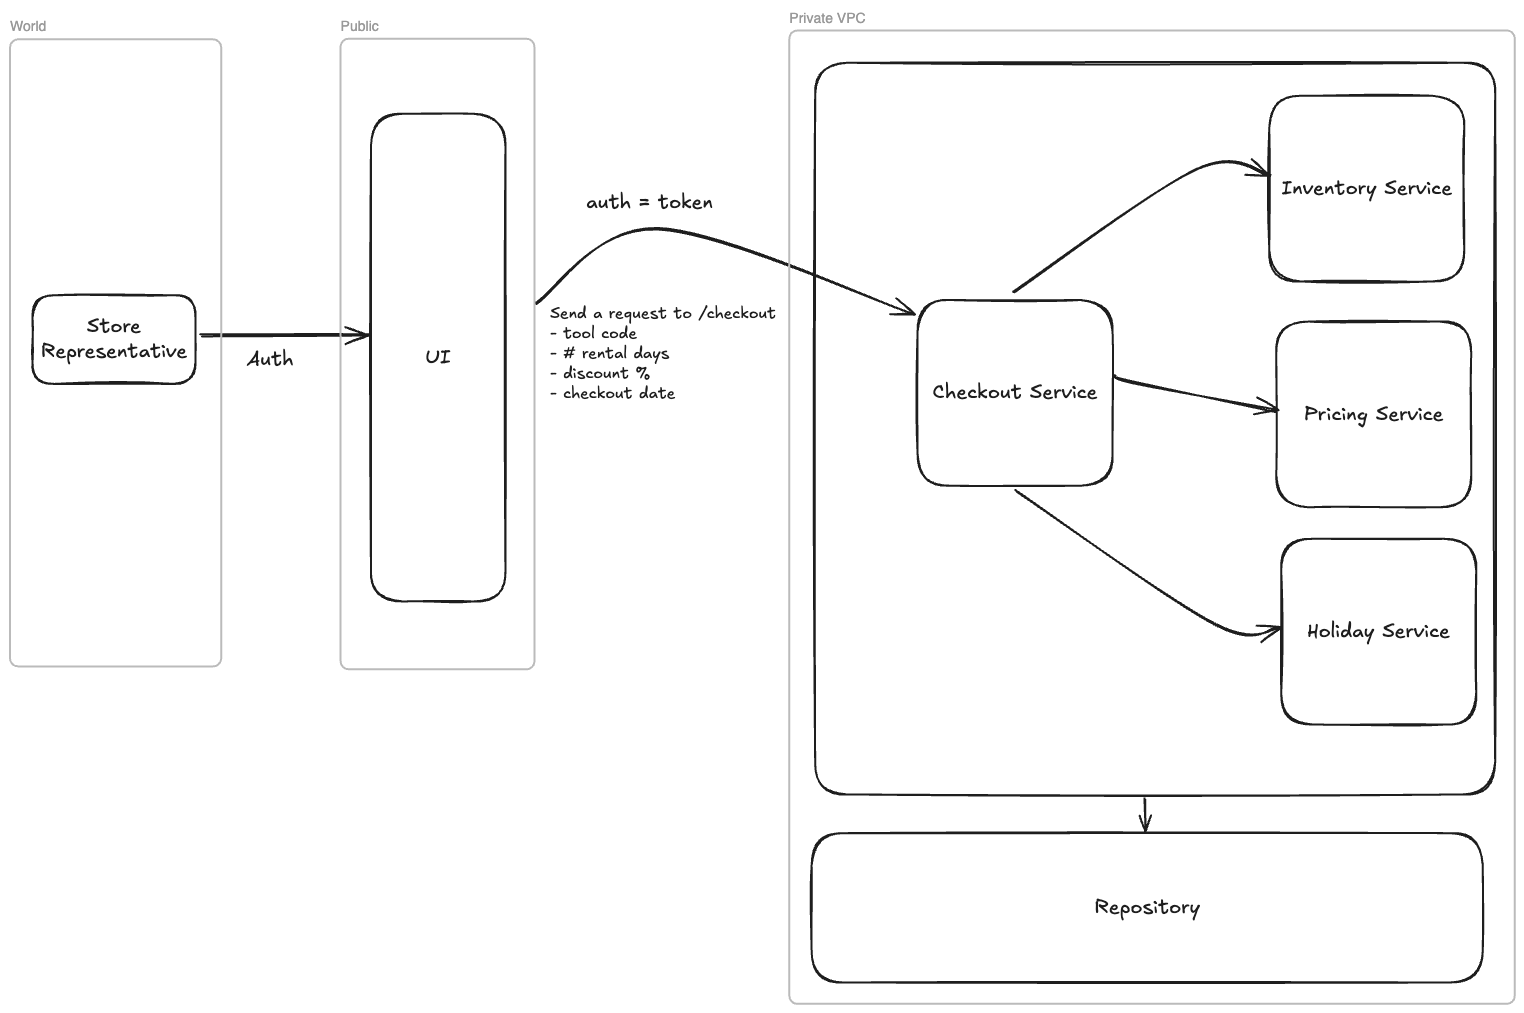 World
Public
Private VPC
Store
Representative
Auth
UI
auth = token
Send a request to /checkout
- tool code
- # rental days
- discount %
- checkout date
Checkout Service
Inventory Service
Pricing Service
Holiday Service
Repository